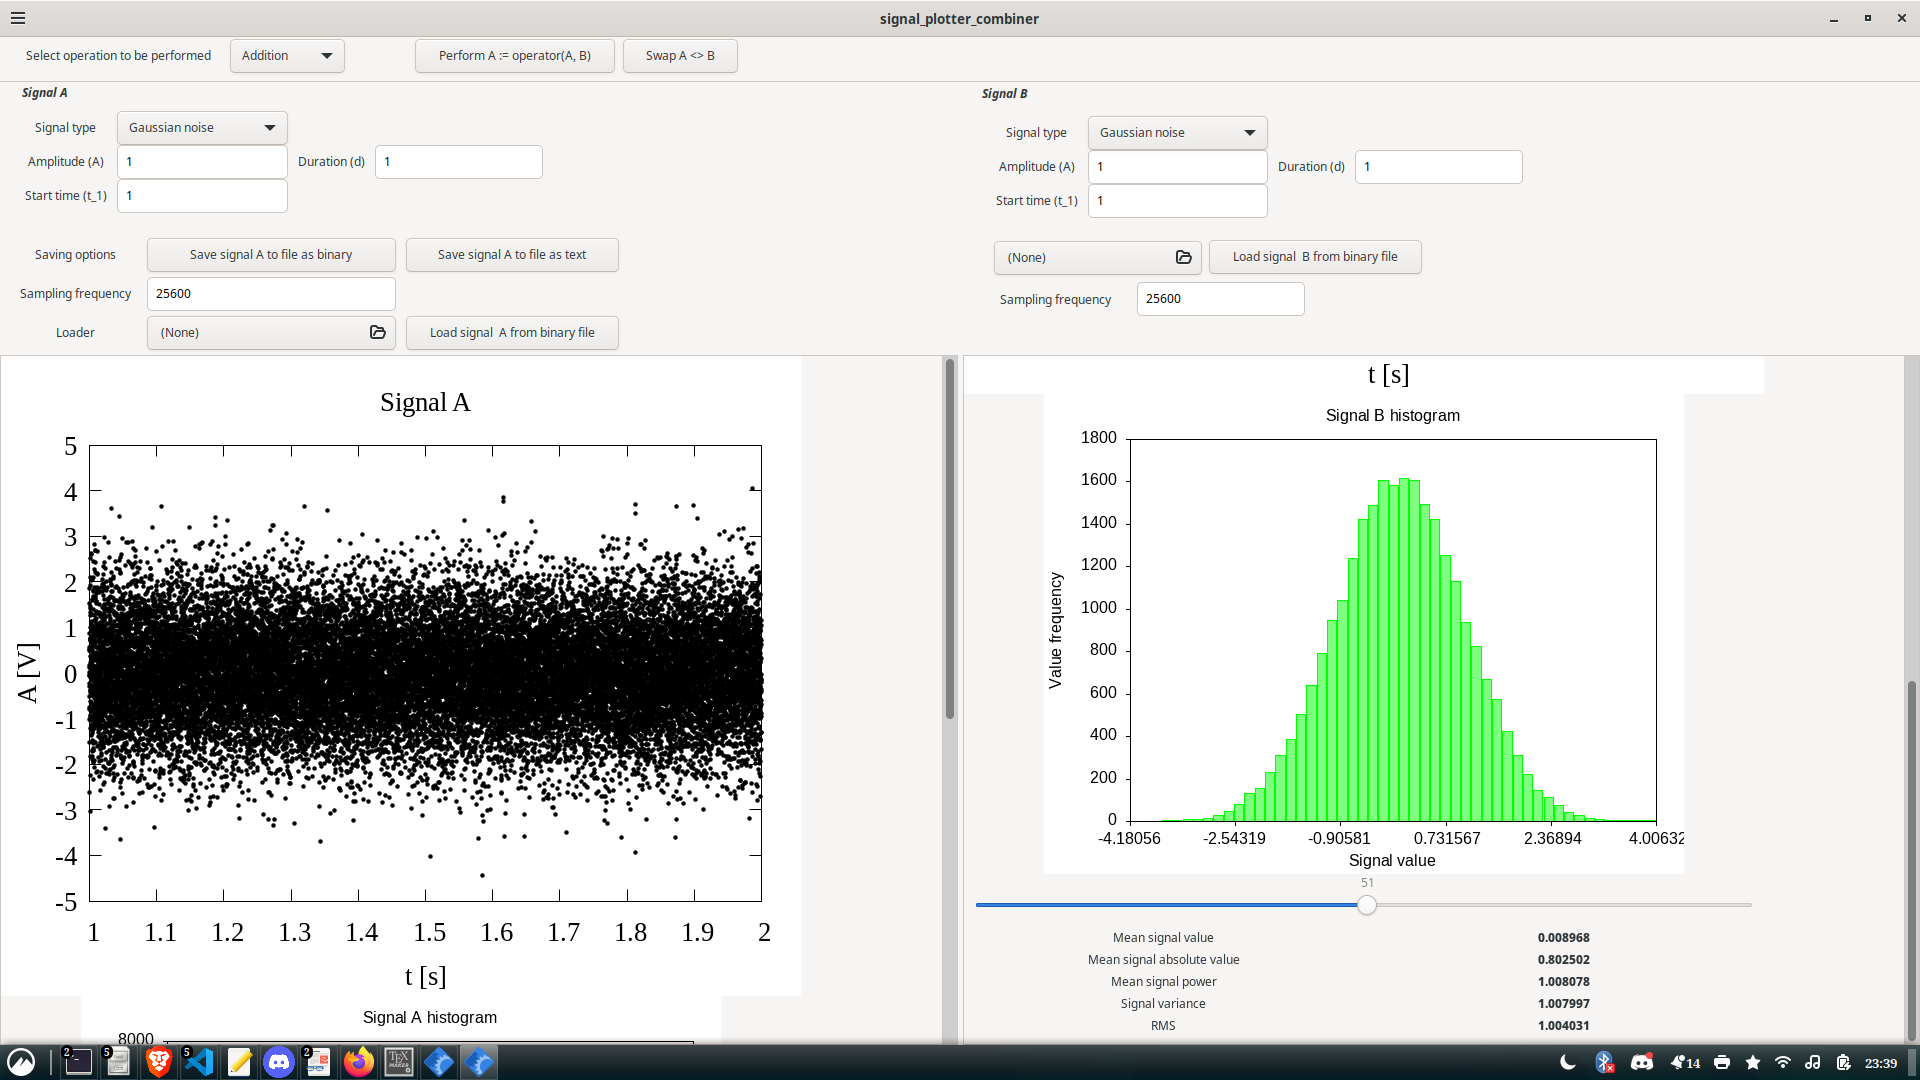 signal_plotter_combiner
Select operation to be performed Addition Perform A := operator(A, B) Swap A <> B
Signal A
Signal type Gaussian noise
Amplitude (A) 1 Duration (d) 1
Start time (t_1) 1
Saving options Save signal A to file as binary Save signal A to file as text
Sampling frequency 25600
Loader (None) Load signal  A from binary file
Signal B
Signal type Gaussian noise
Amplitude (A) 1 Duration (d) 1
Start time (t_1) 1
(None) Load signal  B from binary file
Sampling frequency 25600
Signal A
5
4
3
2
1
0
-1
-2
-3
-4
-5
A [V]
1 1.1 1.2 1.3 1.4 1.5 1.6 1.7 1.8 1.9 2
t [s]
Signal A histogram
8000
t [s]
Signal B histogram
1800
1600
1400
1200
1000
800
600
400
200
0
Value frequency
-4.18056 -2.54319 -0.90581 0.731567 2.36894 4.00632
Signal value
51
Mean signal value 0.008968
Mean signal absolute value 0.802502
Mean signal power 1.008078
Signal variance 1.007997
RMS 1.004031
2 5 5 2 TEX MAKER 14 23:39